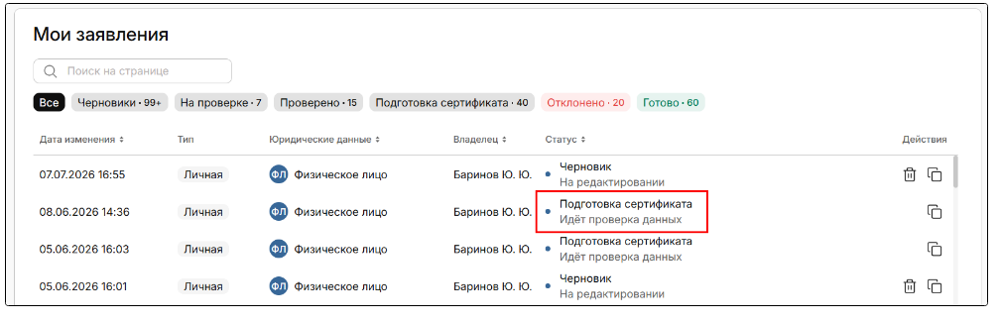 Мои заявления
Поиск на странице
Все Черновики • 99+ На проверке • 7 Проверено • 15 Подготовка сертификата • 40 Отклонено • 20 Готово • 60
Дата изменения Тип Юридические данные Владелец Статус Действия
07.07.2026 16:55 Личная ФЛ Физическое лицо Баринов Ю. Ю. Черновик
На редактировании
08.06.2026 14:36 Личная ФЛ Физическое лицо Баринов Ю. Ю. Подготовка сертификата
Идёт проверка данных
05.06.2026 16:03 Личная ФЛ Физическое лицо Баринов Ю. Ю. Подготовка сертификата
Идёт проверка данных
05.06.2026 16:01 Личная ФЛ Физическое лицо Баринов Ю. Ю. Черновик
На редактировании